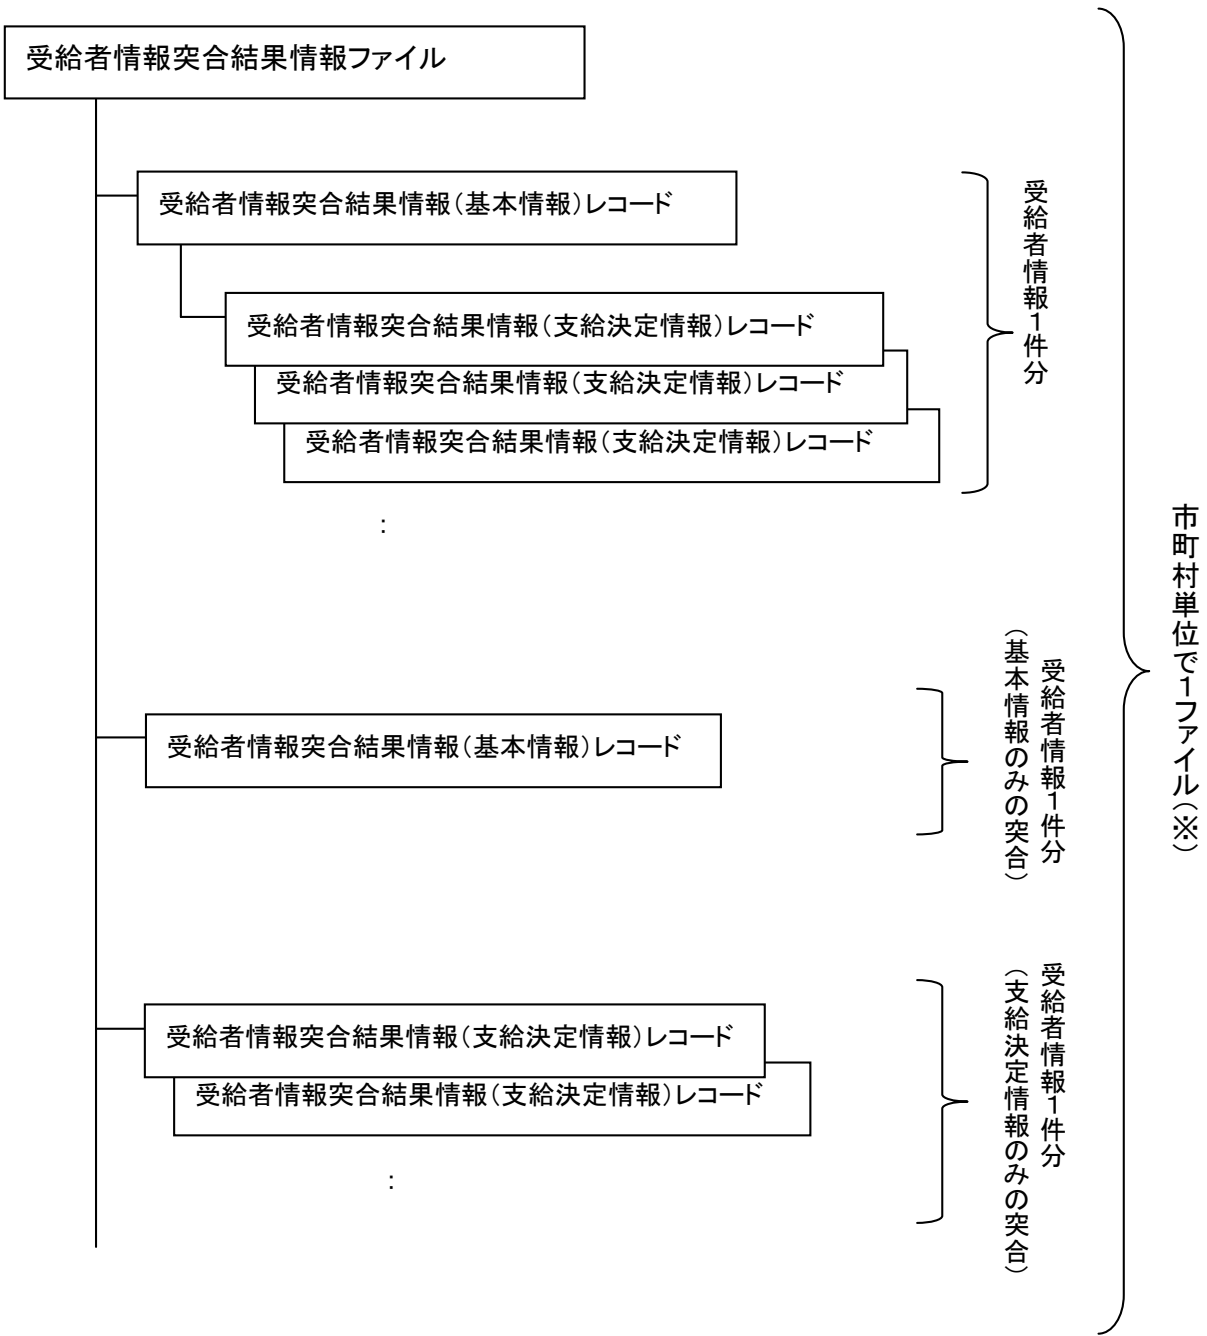 受給者情報突合結果情報ファイル
受給者情報突合結果情報(基本情報)レコード
受給者情報突合結果情報(支給決定情報)レコード
受給者情報突合結果情報(支給決定情報)レコード
受給者情報突合結果情報(支給決定情報)レコード
:
受給者情報1件分
受給者情報突合結果情報(基本情報)レコード
受給者情報1件分
(基本情報のみの突合)
受給者情報突合結果情報(支給決定情報)レコード
受給者情報突合結果情報(支給決定情報)レコード
:
受給者情報1件分
(支給決定情報のみの突合)
市町村単位で1ファイル(※)